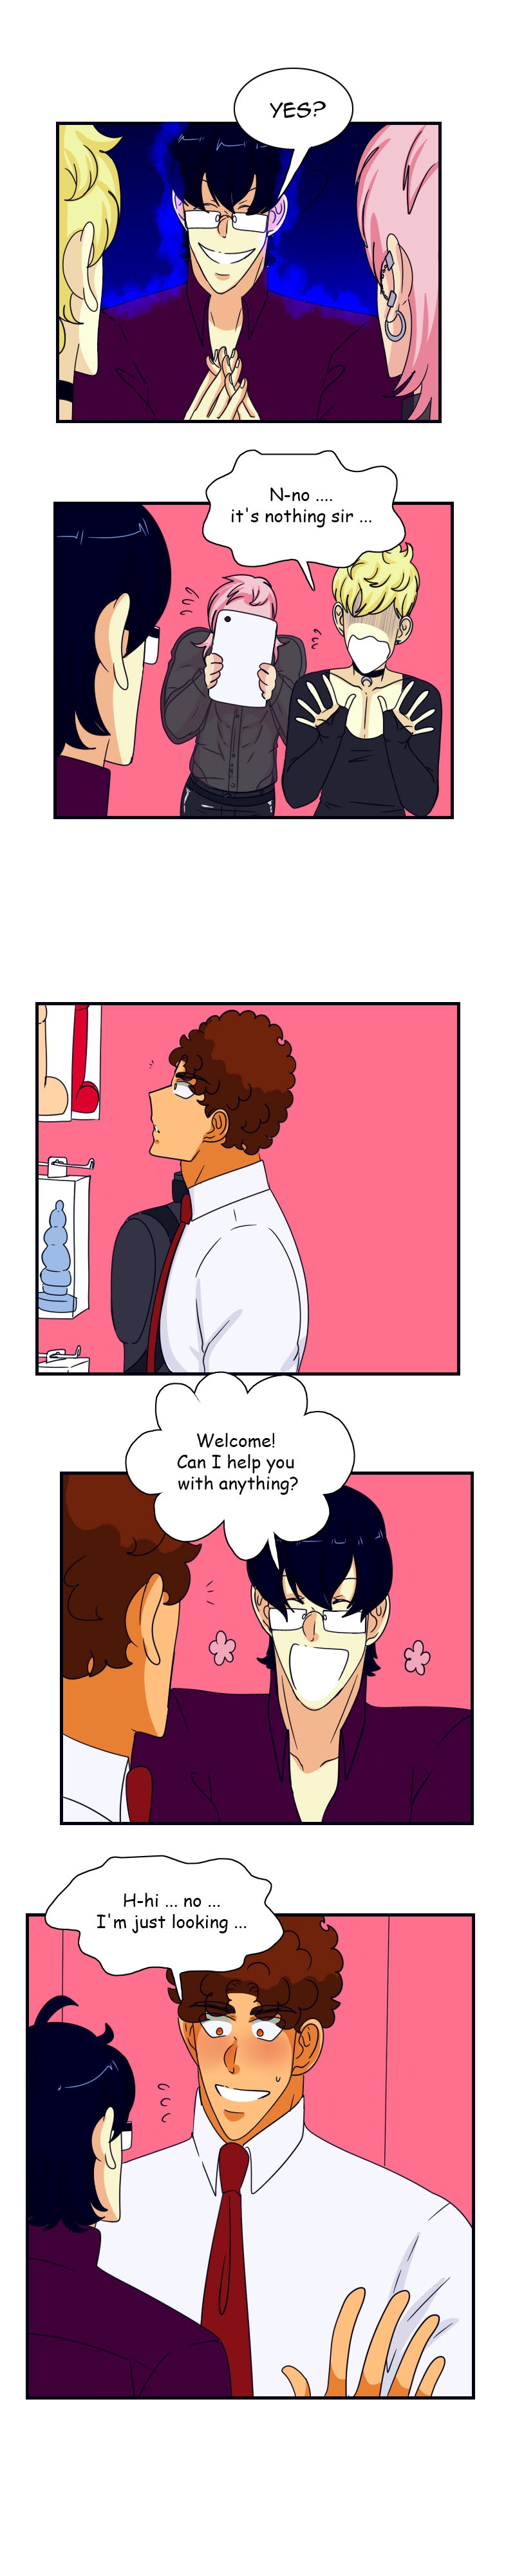 YES?
N-no ....
it's nothing sir ...
Welcome!
Can I help you
with anything?
H-hi ... no ...
I'm just looking ...